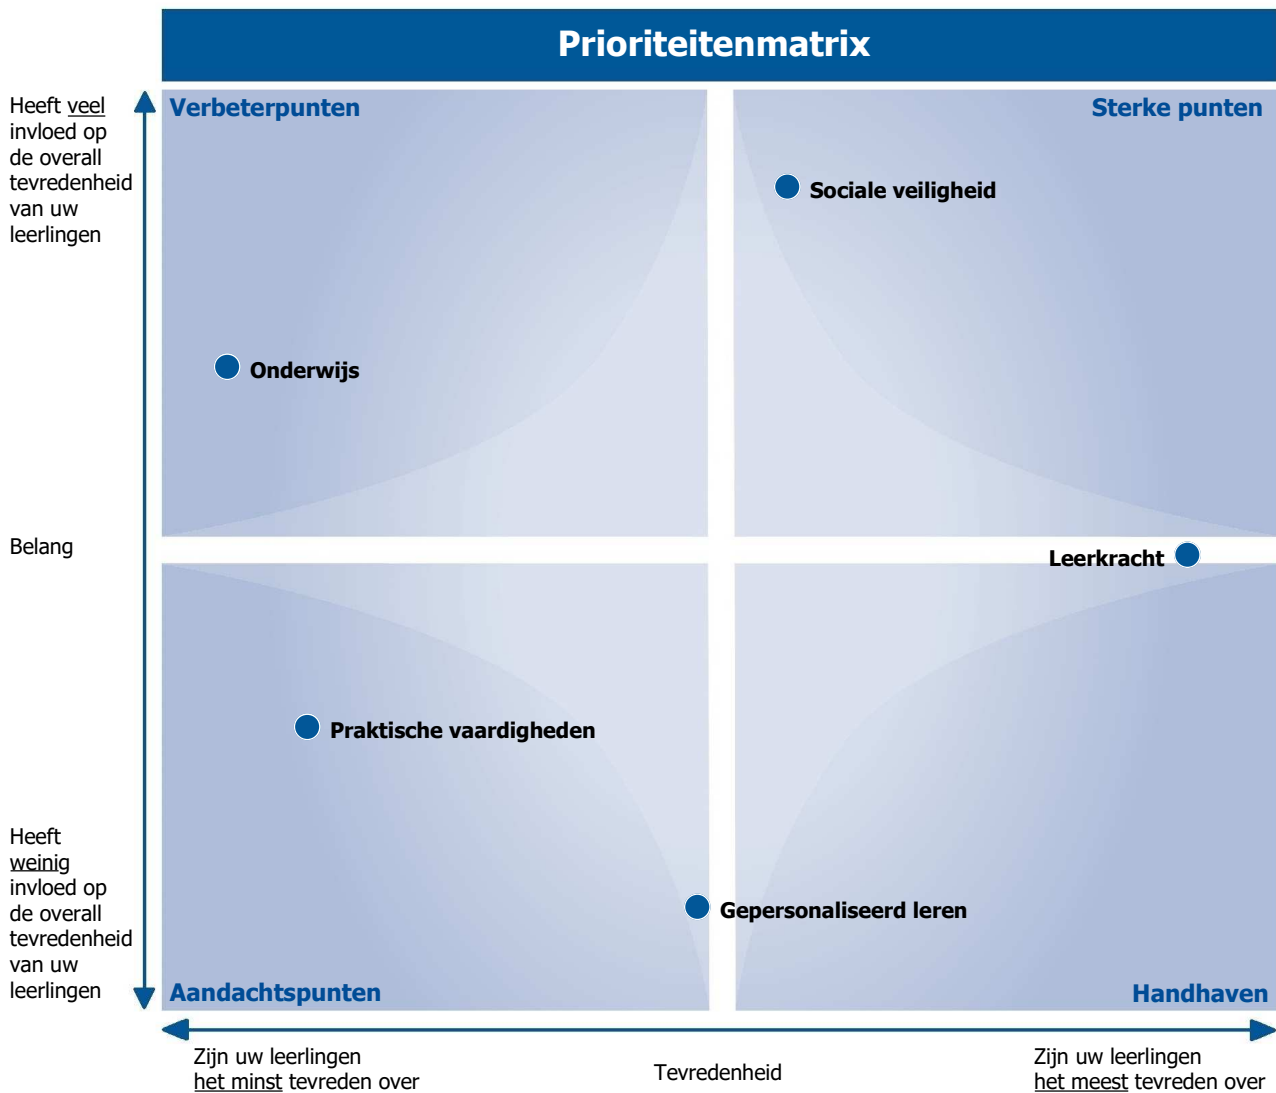 Prioriteitenmatrix
Heeft veel
invloed op
de overall
tevredenheid
van uw
leerlingen
Verbeterpunten
Sterke punten
Sociale veiligheid
Onderwijs
Belang
Leerkracht
Praktische vaardigheden
Heeft
weinig
invloed op
de overall
tevredenheid
van uw
leerlingen
Gepersonaliseerd leren
Aandachtspunten
Handhaven
Zijn uw leerlingen
het minst tevreden over
Tevredenheid
Zijn uw leerlingen
het meest tevreden over